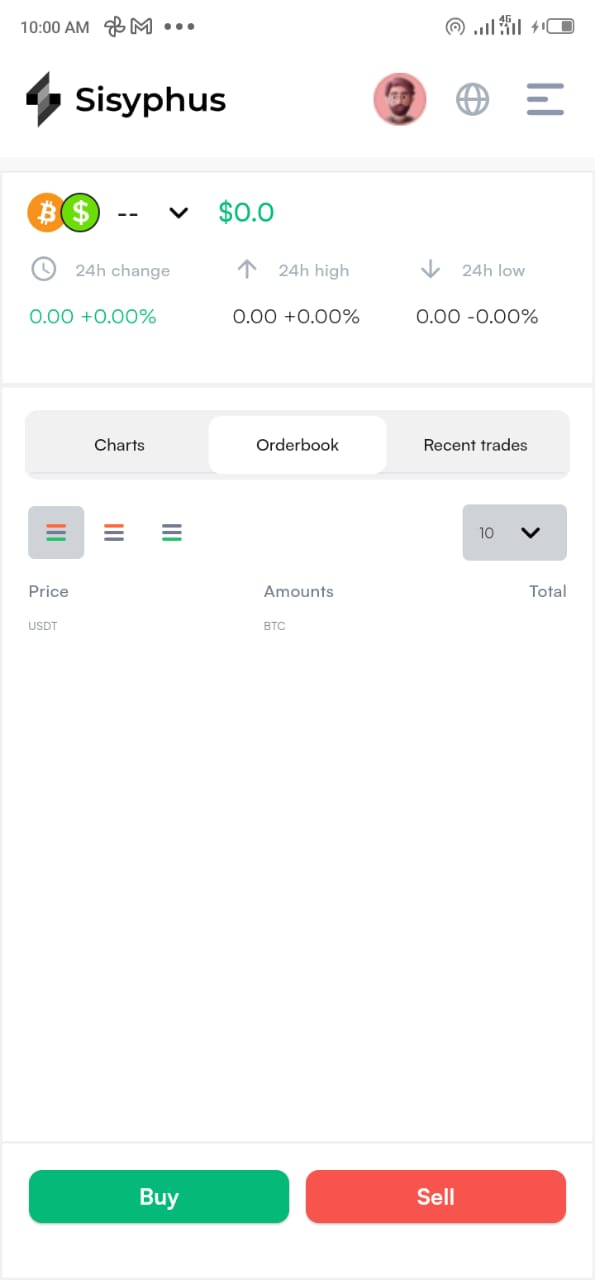 10:00 AM
4G
Sisyphus
-- $0.0
24h change 24h high 24h low
0.00 +0.00% 0.00 +0.00% 0.00 -0.00%
Charts Orderbook Recent trades
10
Price Amounts Total
USDT BTC
Buy Sell